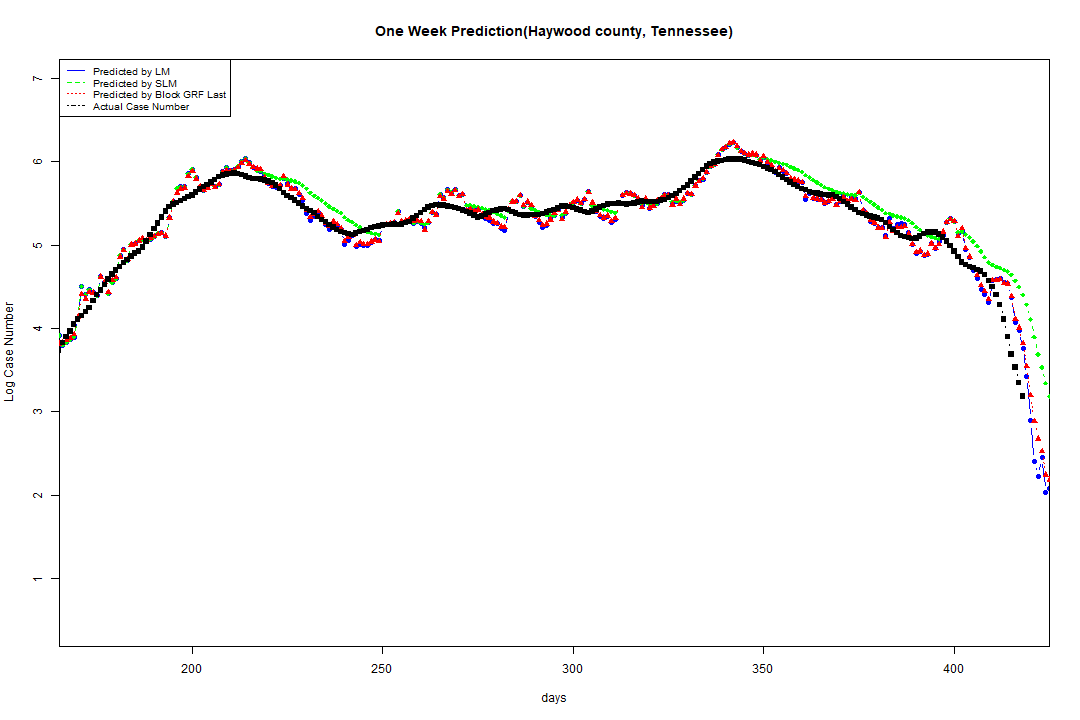 One Week Prediction(Haywood county, Tennessee)
Predicted by LM
Predicted by SLM
Predicted by Block GRF Last
Actual Case Number
7
6
5
4
3
2
1
Log Case Number
200 250 300 350 400
days